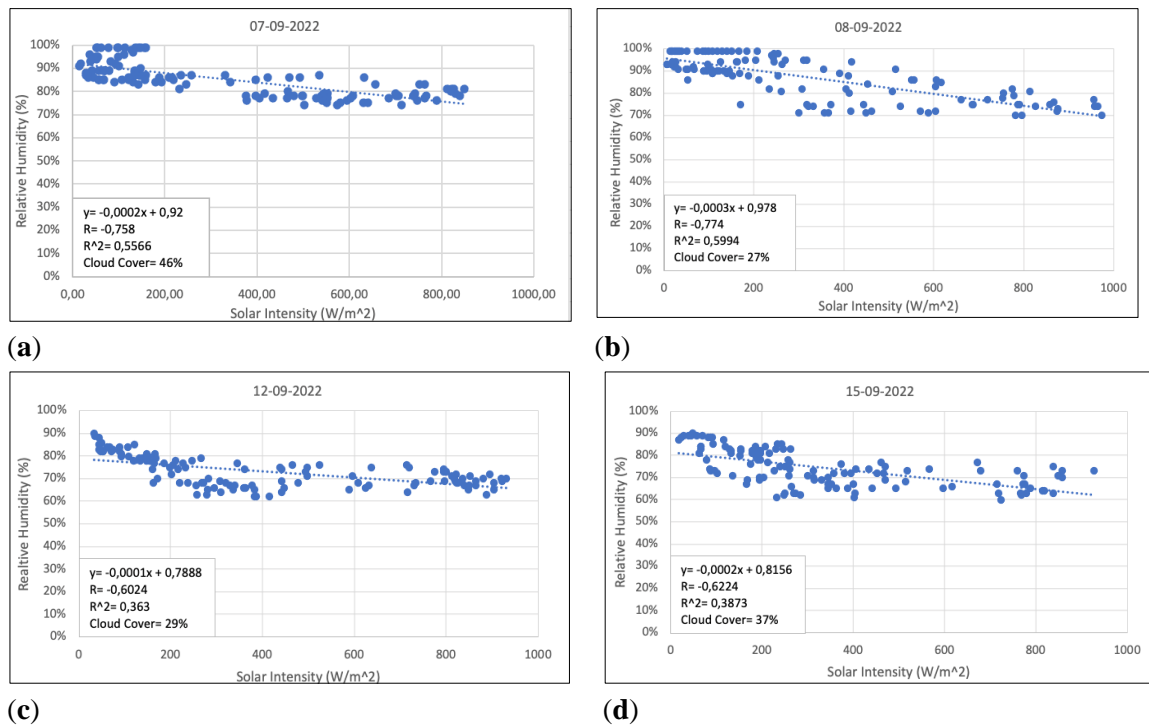 07-09-2022
Relative Humidity (%)
100%
90%
80%
70%
60%
50%
40%
30%
20%
10%
0%
y= -0,0002x + 0,92
R= -0,758
R^2= 0,5566
Cloud Cover= 46%
0,00 200,00 400,00 600,00 800,00 1000,00
Solar Intensity (W/m^2)
(a)
08-09-2022
Relative Humidity (%)
100%
90%
80%
70%
60%
50%
40%
30%
20%
10%
0%
y= -0,0003x + 0,978
R= -0,774
R^2= 0,5994
Cloud Cover= 27%
0 200 400 600 800 1000
Solar Intensity (W/m^2)
(b)
12-09-2022
Realtive Humidity (%)
100%
90%
80%
70%
60%
50%
40%
30%
20%
10%
0%
y= -0,0001x + 0,7888
R= -0,6024
R^2= 0,363
Cloud Cover= 29%
0 200 400 600 800 1000
Solar Intensity (W/m^2)
(c)
15-09-2022
Relative Humidity (%)
100%
90%
80%
70%
60%
50%
40%
30%
20%
10%
0%
y= -0,0002x + 0,8156
R= -0,6224
R^2= 0,3873
Cloud Cover= 37%
0 200 400 600 800 1000
Solar Intensity (W/m^2)
(d)